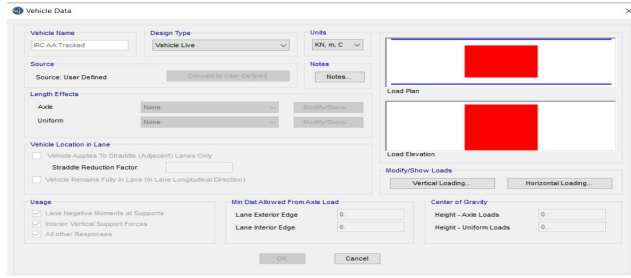 Vehicle Data
Vehicle Name
IRC AA Tracked
Design Type
Vehicle Live
Units
KN, m, C
Source
Source: User Defined
Convert to User Defined
Notes
Notes...
Load Plan
Length Effects
Axle
None
Modify/Show...
Uniform
None
Modify/Show...
Load Elevation
Vehicle Location in Lane
Vehicle Applies To Straddle (Adjacent) Lanes Only
Straddle Reduction Factor
Vehicle Remains Fully In Lane (In Lane Longitudinal Direction)
Modify/Show Loads
Vertical Loading...
Horizontal Loading...
Usage
Lane Negative Moments at Supports
Interior Vertical Support Forces
All other Responses
Min Dist Allowed From Axle Load
Lane Exterior Edge
0.
Lane Interior Edge
0.
Center of Gravity
Height - Axle Loads
0.
Height - Uniform Loads
0.
OK
Cancel